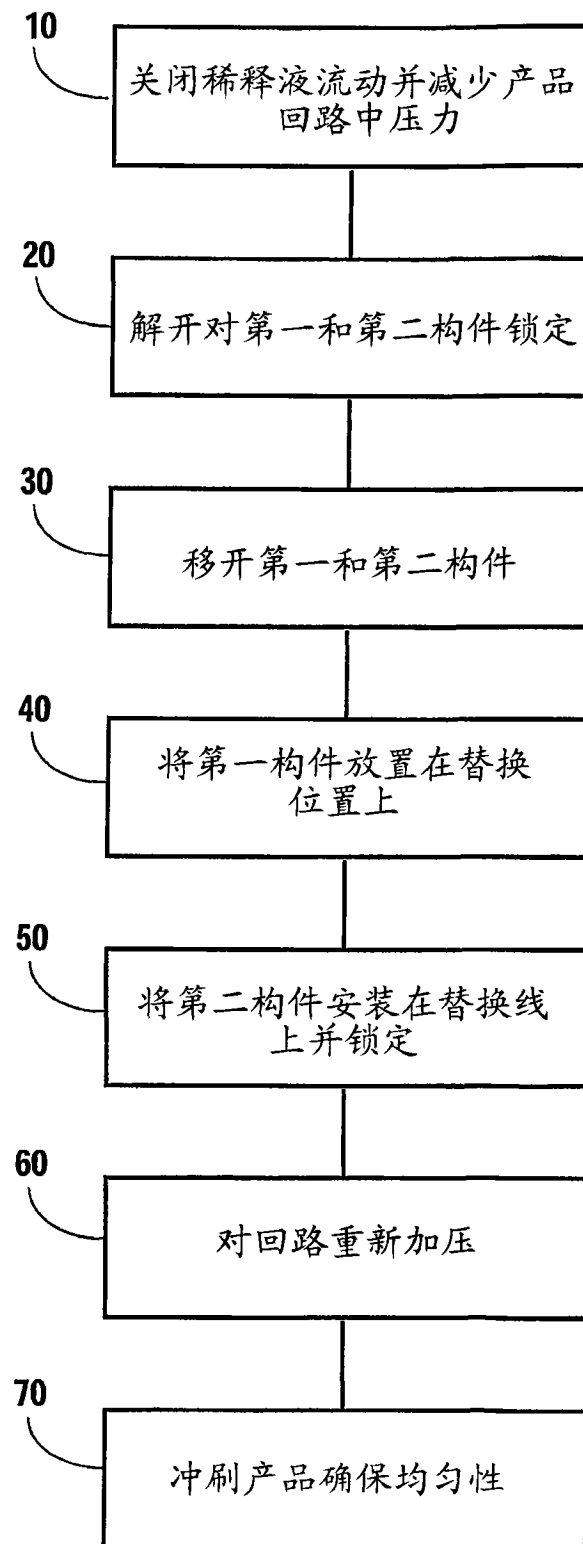 10
关闭稀释液流动并减少产品
回路中压力
20
解开对第一和第二构件锁定
30
移开第一和第二构件
40
将第一构件放置在替换
位置上
50
将第二构件安装在替换线
上并锁定
60
对回路重新加压
70
冲刷产品确保均匀性